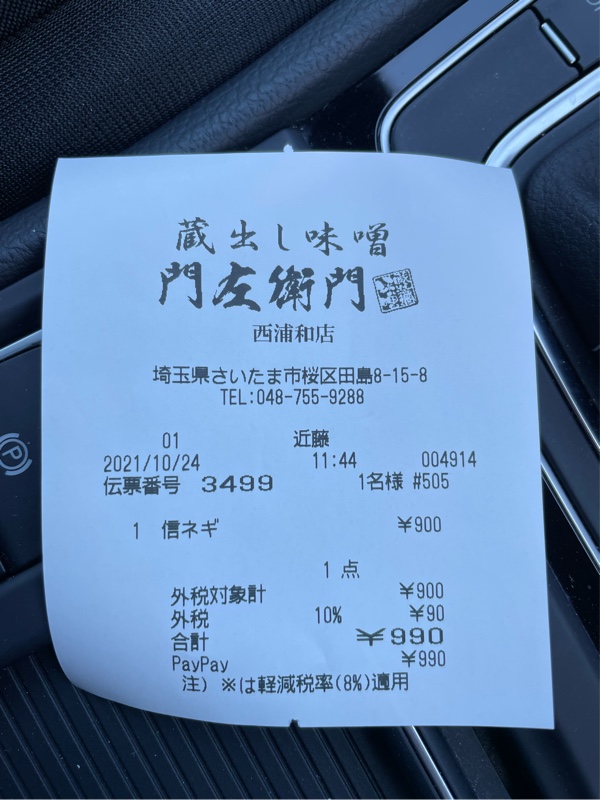 蔵出し味噌
門左衛門
西浦和店
埼玉県さいたま市桜区田島8-15-8
TEL:048-755-9288
01 近藤
2021/10/24 11:44 004914
伝票番号 3499 1名様 #505
1 信ネギ ¥900
1 点
外税対象計 ¥900
外税 10% ¥90
合計 ¥990
PayPay ¥990
注) ※は軽減税率(8%)適用